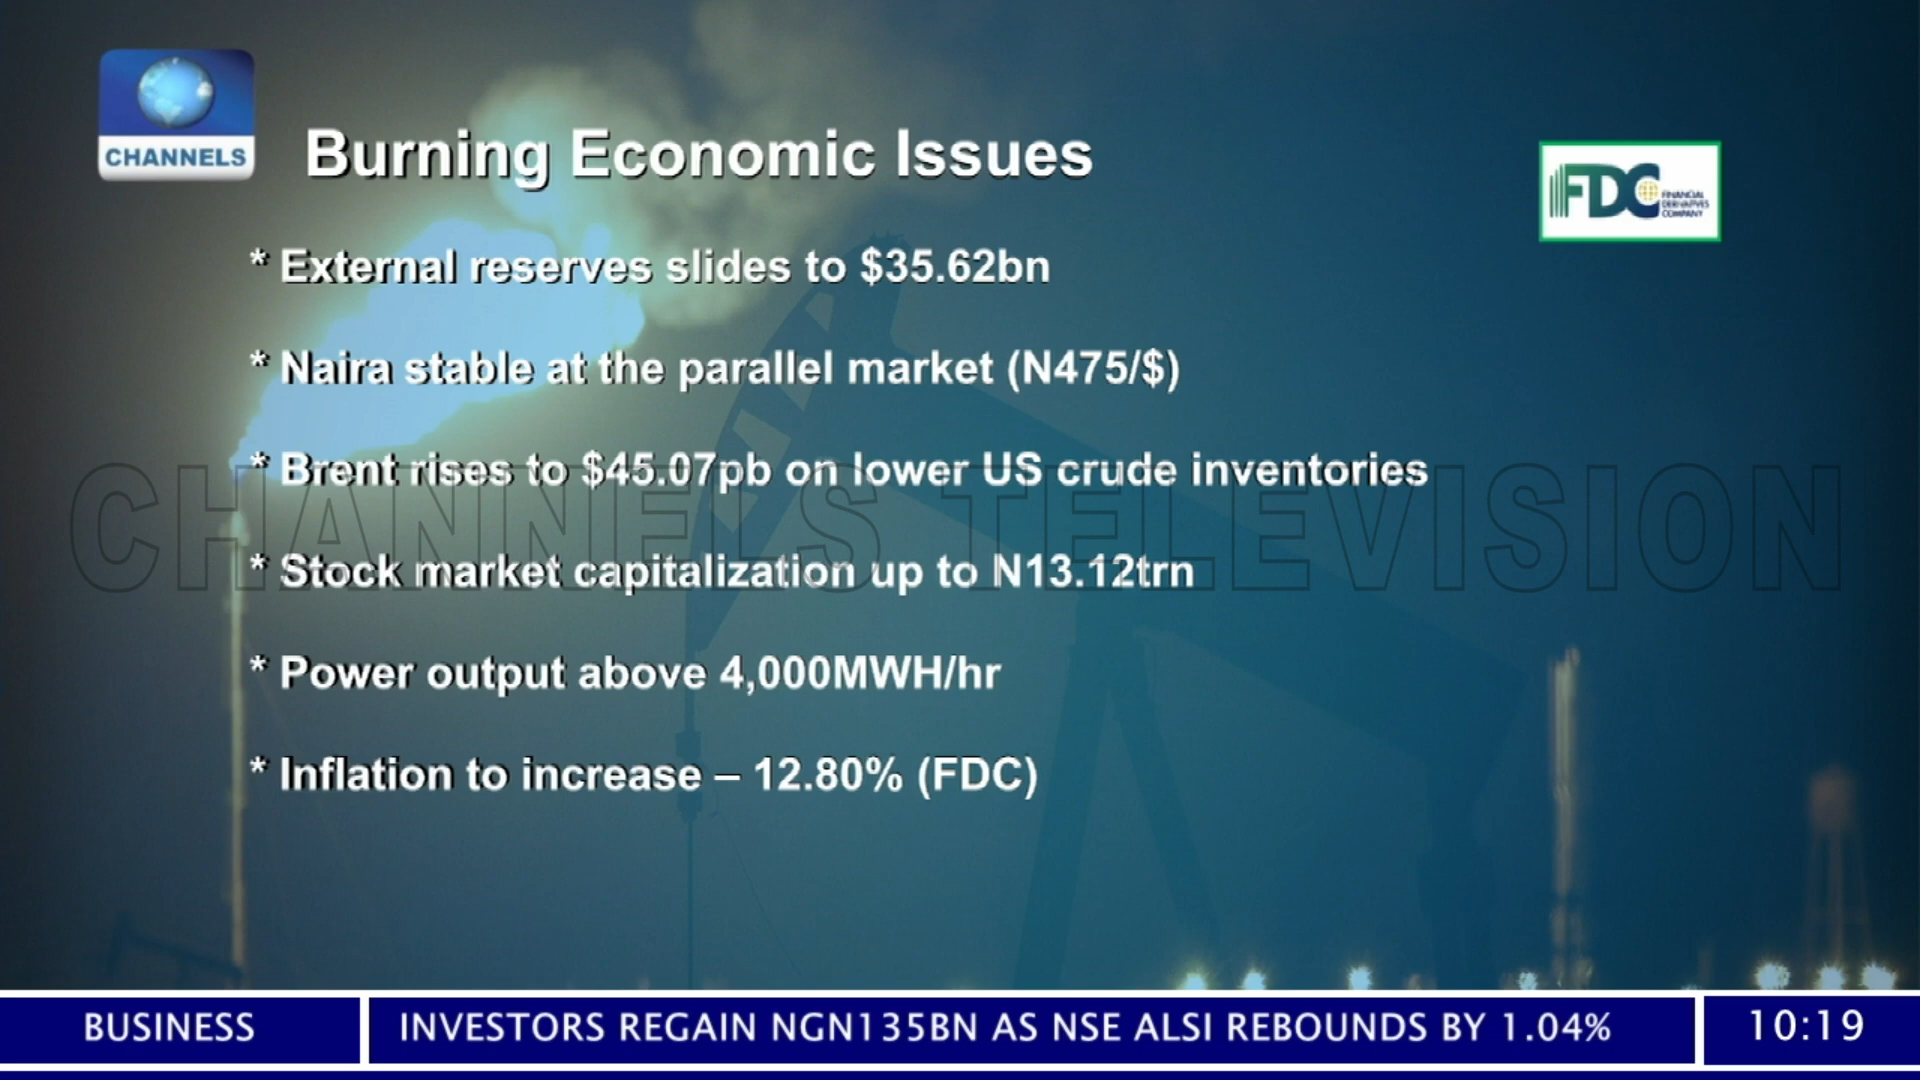 CHANNELS
Burning Economic Issues
FDC FINANCIAL
DERIVATIVES
COMPANY
* External reserves slides to $35.62bn
* Naira stable at the parallel market (N475/$)
* Brent rises to $45.07pb on lower US crude inventories
CHANNELS TELEVISION
* Stock market capitalization up to N13.12trn
* Power output above 4,000MWH/hr
* Inflation to increase – 12.80% (FDC)
BUSINESS
INVESTORS REGAIN NGN135BN AS NSE ALSI REBOUNDS BY 1.04%
10:19